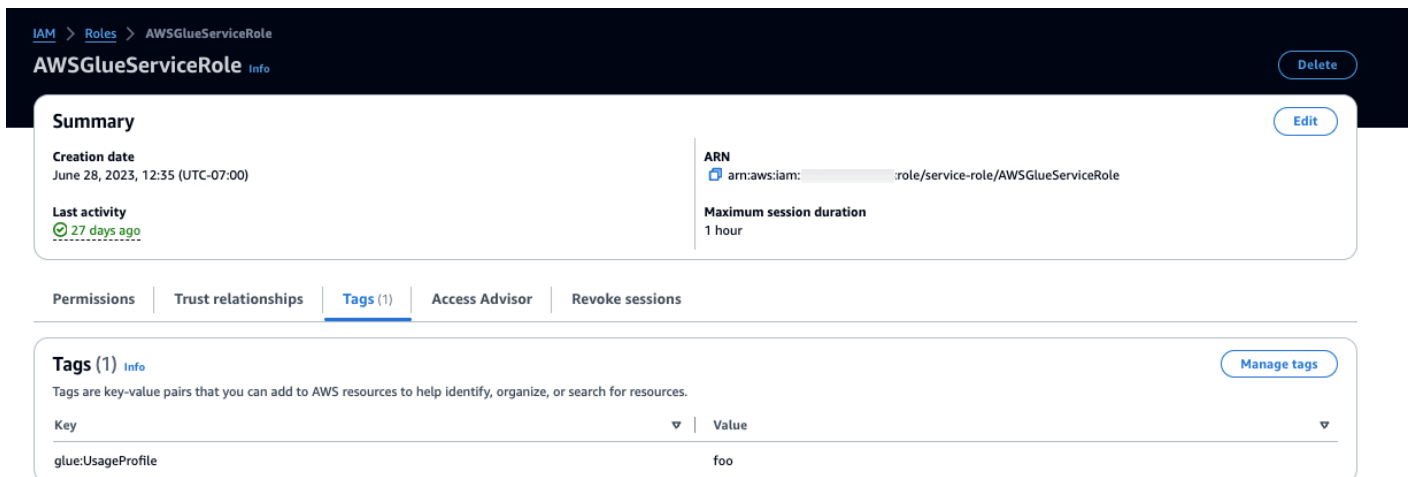 IAM > Roles > AWSGlueServiceRole
AWSGlueServiceRole Info
Delete
Summary
Edit
Creation date
June 28, 2023, 12:35 (UTC-07:00)
ARN
arn:aws:iam: :role/service-role/AWSGlueServiceRole
Last activity
27 days ago
Maximum session duration
1 hour
Permissions
Trust relationships
Tags (1)
Access Advisor
Revoke sessions
Tags (1) Info
Manage tags
Tags are key-value pairs that you can add to AWS resources to help identify, organize, or search for resources.
Key
Value
glue:UsageProfile
foo